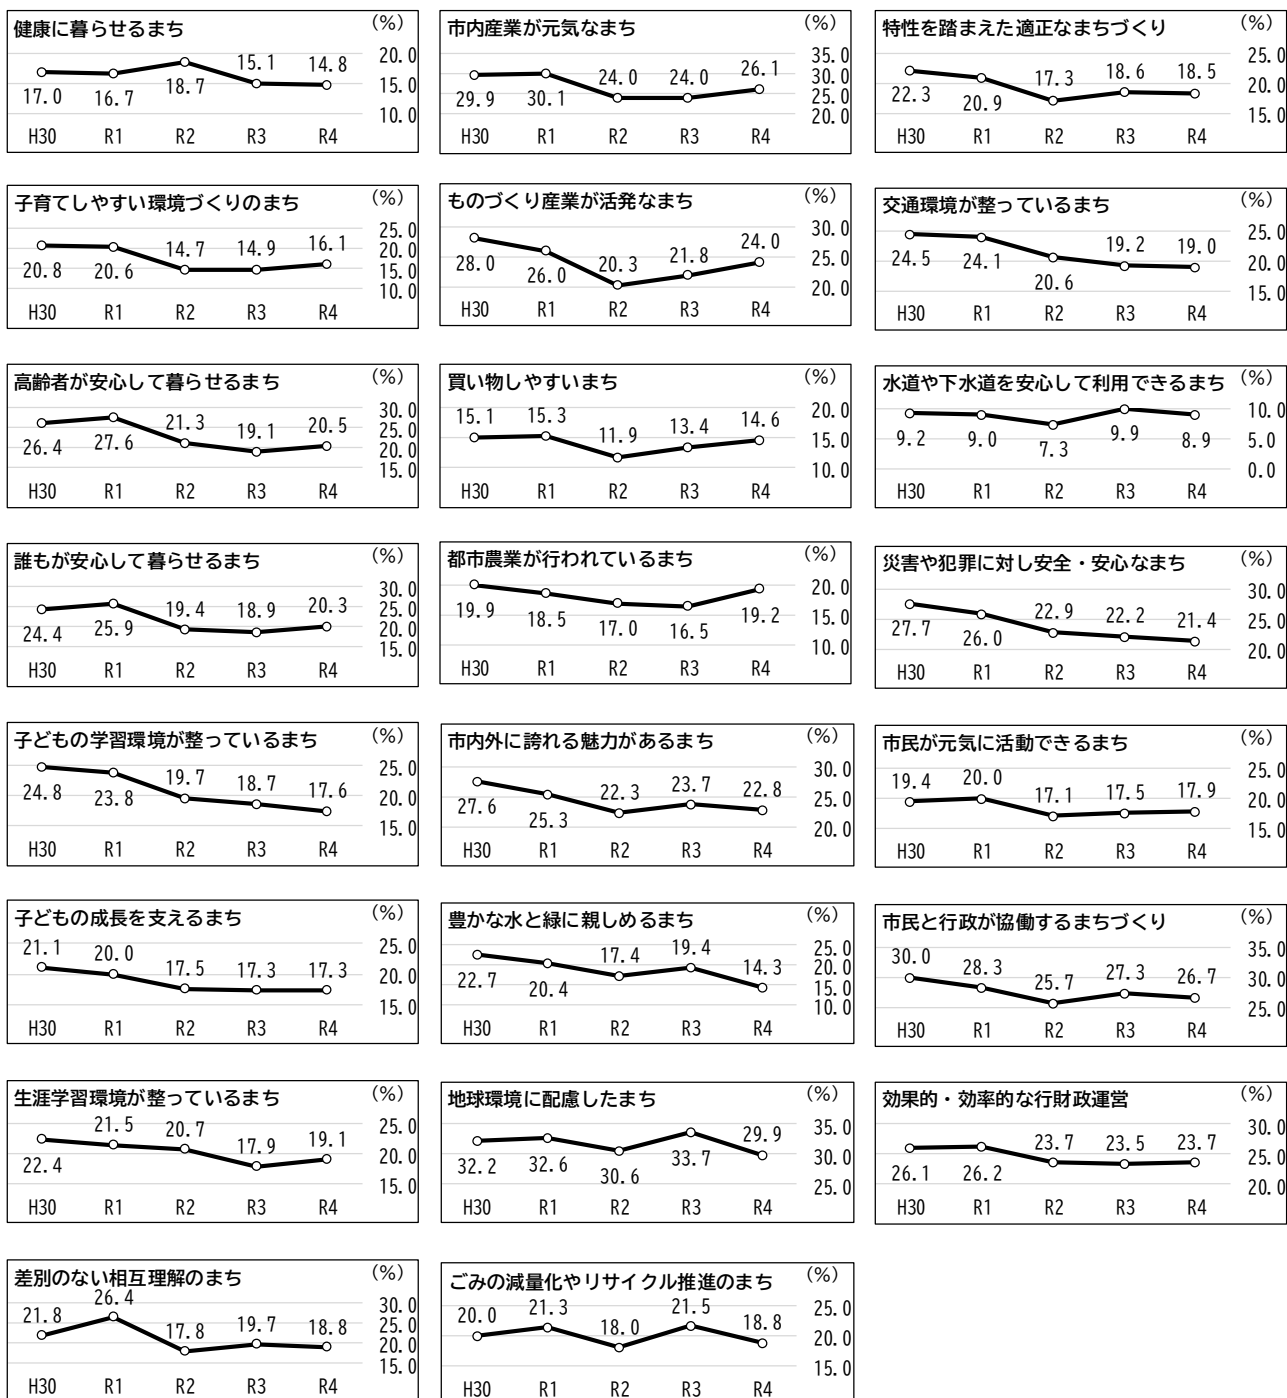 健康に暮らせるまち (%)
20.0
15.0
10.0
17.0 16.7 18.7 15.1 14.8
H30 R1 R2 R3 R4
子育てしやすい環境づくりのまち (%)
25.0
20.0
15.0
10.0
20.8 20.6 14.7 14.9 16.1
H30 R1 R2 R3 R4
高齢者が安心して暮らせるまち (%)
30.0
25.0
20.0
15.0
26.4 27.6 21.3 19.1 20.5
H30 R1 R2 R3 R4
誰もが安心して暮らせるまち (%)
30.0
25.0
20.0
15.0
24.4 25.9 19.4 18.9 20.3
H30 R1 R2 R3 R4
子どもの学習環境が整っているまち (%)
25.0
20.0
15.0
24.8 23.8 19.7 18.7 17.6
H30 R1 R2 R3 R4
子どもの成長を支えるまち (%)
25.0
20.0
15.0
21.1 20.0 17.5 17.3 17.3
H30 R1 R2 R3 R4
生涯学習環境が整っているまち (%)
25.0
20.0
15.0
22.4 21.5 20.7 17.9 19.1
H30 R1 R2 R3 R4
差別のない相互理解のまち (%)
30.0
25.0
20.0
15.0
21.8 26.4 17.8 19.7 18.8
H30 R1 R2 R3 R4
市内産業が元気なまち (%)
35.0
30.0
25.0
20.0
29.9 30.1 24.0 24.0 26.1
H30 R1 R2 R3 R4
ものづくり産業が活発なまち (%)
30.0
25.0
20.0
28.0 26.0 20.3 21.8 24.0
H30 R1 R2 R3 R4
買い物しやすいまち (%)
20.0
15.0
10.0
15.1 15.3 11.9 13.4 14.6
H30 R1 R2 R3 R4
都市農業が行われているまち (%)
20.0
15.0
10.0
19.9 18.5 17.0 16.5 19.2
H30 R1 R2 R3 R4
市内外に誇れる魅力があるまち (%)
30.0
25.0
20.0
27.6 25.3 22.3 23.7 22.8
H30 R1 R2 R3 R4
豊かな水と緑に親しめるまち (%)
25.0
20.0
15.0
10.0
22.7 20.4 17.4 19.4 14.3
H30 R1 R2 R3 R4
地球環境に配慮したまち (%)
35.0
30.0
25.0
32.2 32.6 30.6 33.7 29.9
H30 R1 R2 R3 R4
ごみの減量化やリサイクル推進のまち (%)
25.0
20.0
15.0
20.0 21.3 18.0 21.5 18.8
H30 R1 R2 R3 R4
特性を踏まえた適正なまちづくり (%)
25.0
20.0
15.0
22.3 20.9 17.3 18.6 18.5
H30 R1 R2 R3 R4
交通環境が整っているまち (%)
25.0
20.0
15.0
24.5 24.1 20.6 19.2 19.0
H30 R1 R2 R3 R4
水道や下水道を安心して利用できるまち (%)
10.0
5.0
0.0
9.2 9.0 7.3 9.9 8.9
H30 R1 R2 R3 R4
災害や犯罪に対し安全・安心なまち (%)
30.0
25.0
20.0
27.7 26.0 22.9 22.2 21.4
H30 R1 R2 R3 R4
市民が元気に活動できるまち (%)
25.0
20.0
15.0
19.4 20.0 17.1 17.5 17.9
H30 R1 R2 R3 R4
市民と行政が協働するまちづくり (%)
35.0
30.0
25.0
30.0 28.3 25.7 27.3 26.7
H30 R1 R2 R3 R4
効果的・効率的な行財政運営 (%)
30.0
25.0
20.0
26.1 26.2 23.7 23.5 23.7
H30 R1 R2 R3 R4